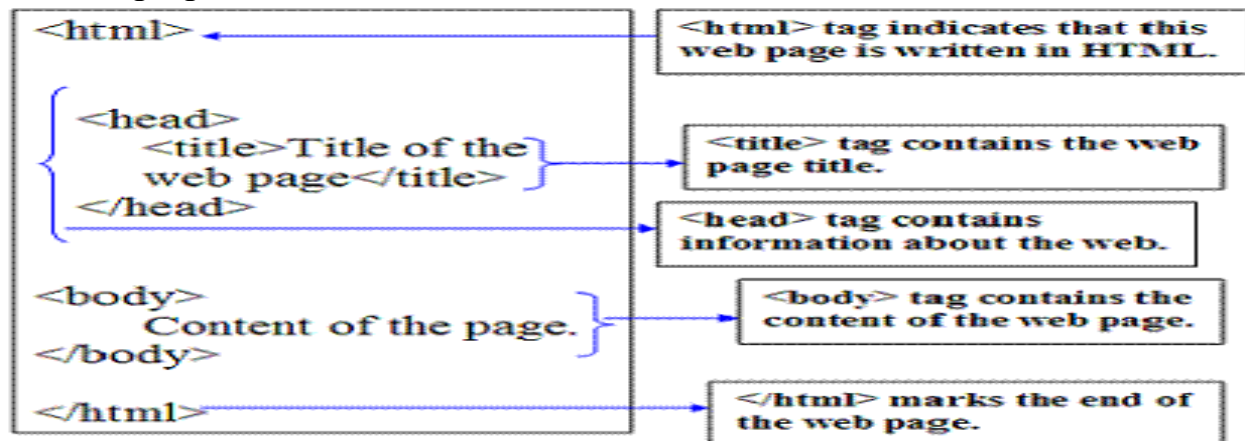 <html>
<head>
<title>Title of the
web page</title>
</head>
<body>
Content of the page.
</body>
</html>
<html> tag indicates that this
web page is written in HTML.
<title> tag contains the web
page title.
<head> tag contains
information about the web.
<body> tag contains the
content of the web page.
</html> marks the end of
the web page.